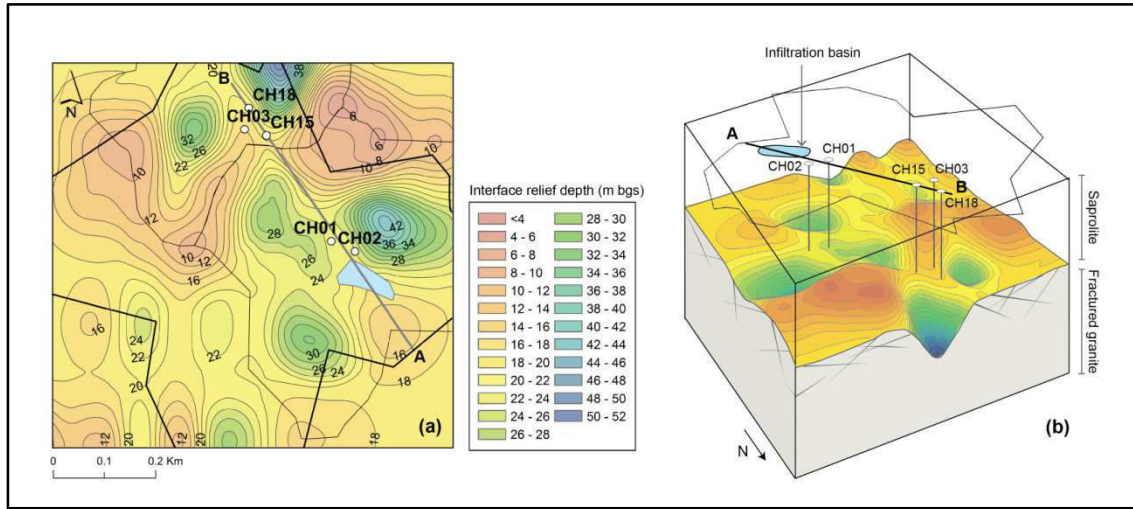 B
20
38
CH18
N
CH03
CH15
6
32
26
22
6
8
10
10
10
12
28
42
CH01
CH02
36
34
10
12
26
28
16
24
16
24
22
22
30
16
26
24
A
20
18
12
20
12
20
18
(a)
0
0.1
0.2 Km
Interface relief depth (m bgs)
<4
4 - 6
6 - 8
8 - 10
10 - 12
12 - 14
14 - 16
16 - 18
18 - 20
20 - 22
22 - 24
24 - 26
26 - 28
28 - 30
30 - 32
32 - 34
34 - 36
36 - 38
38 - 40
40 - 42
42 - 44
44 - 46
46 - 48
48 - 50
50 - 52
Infiltration basin
A
CH01
CH02
CH15
CH03
B
CH18
Saprolite
Fractured granite
N
(b)